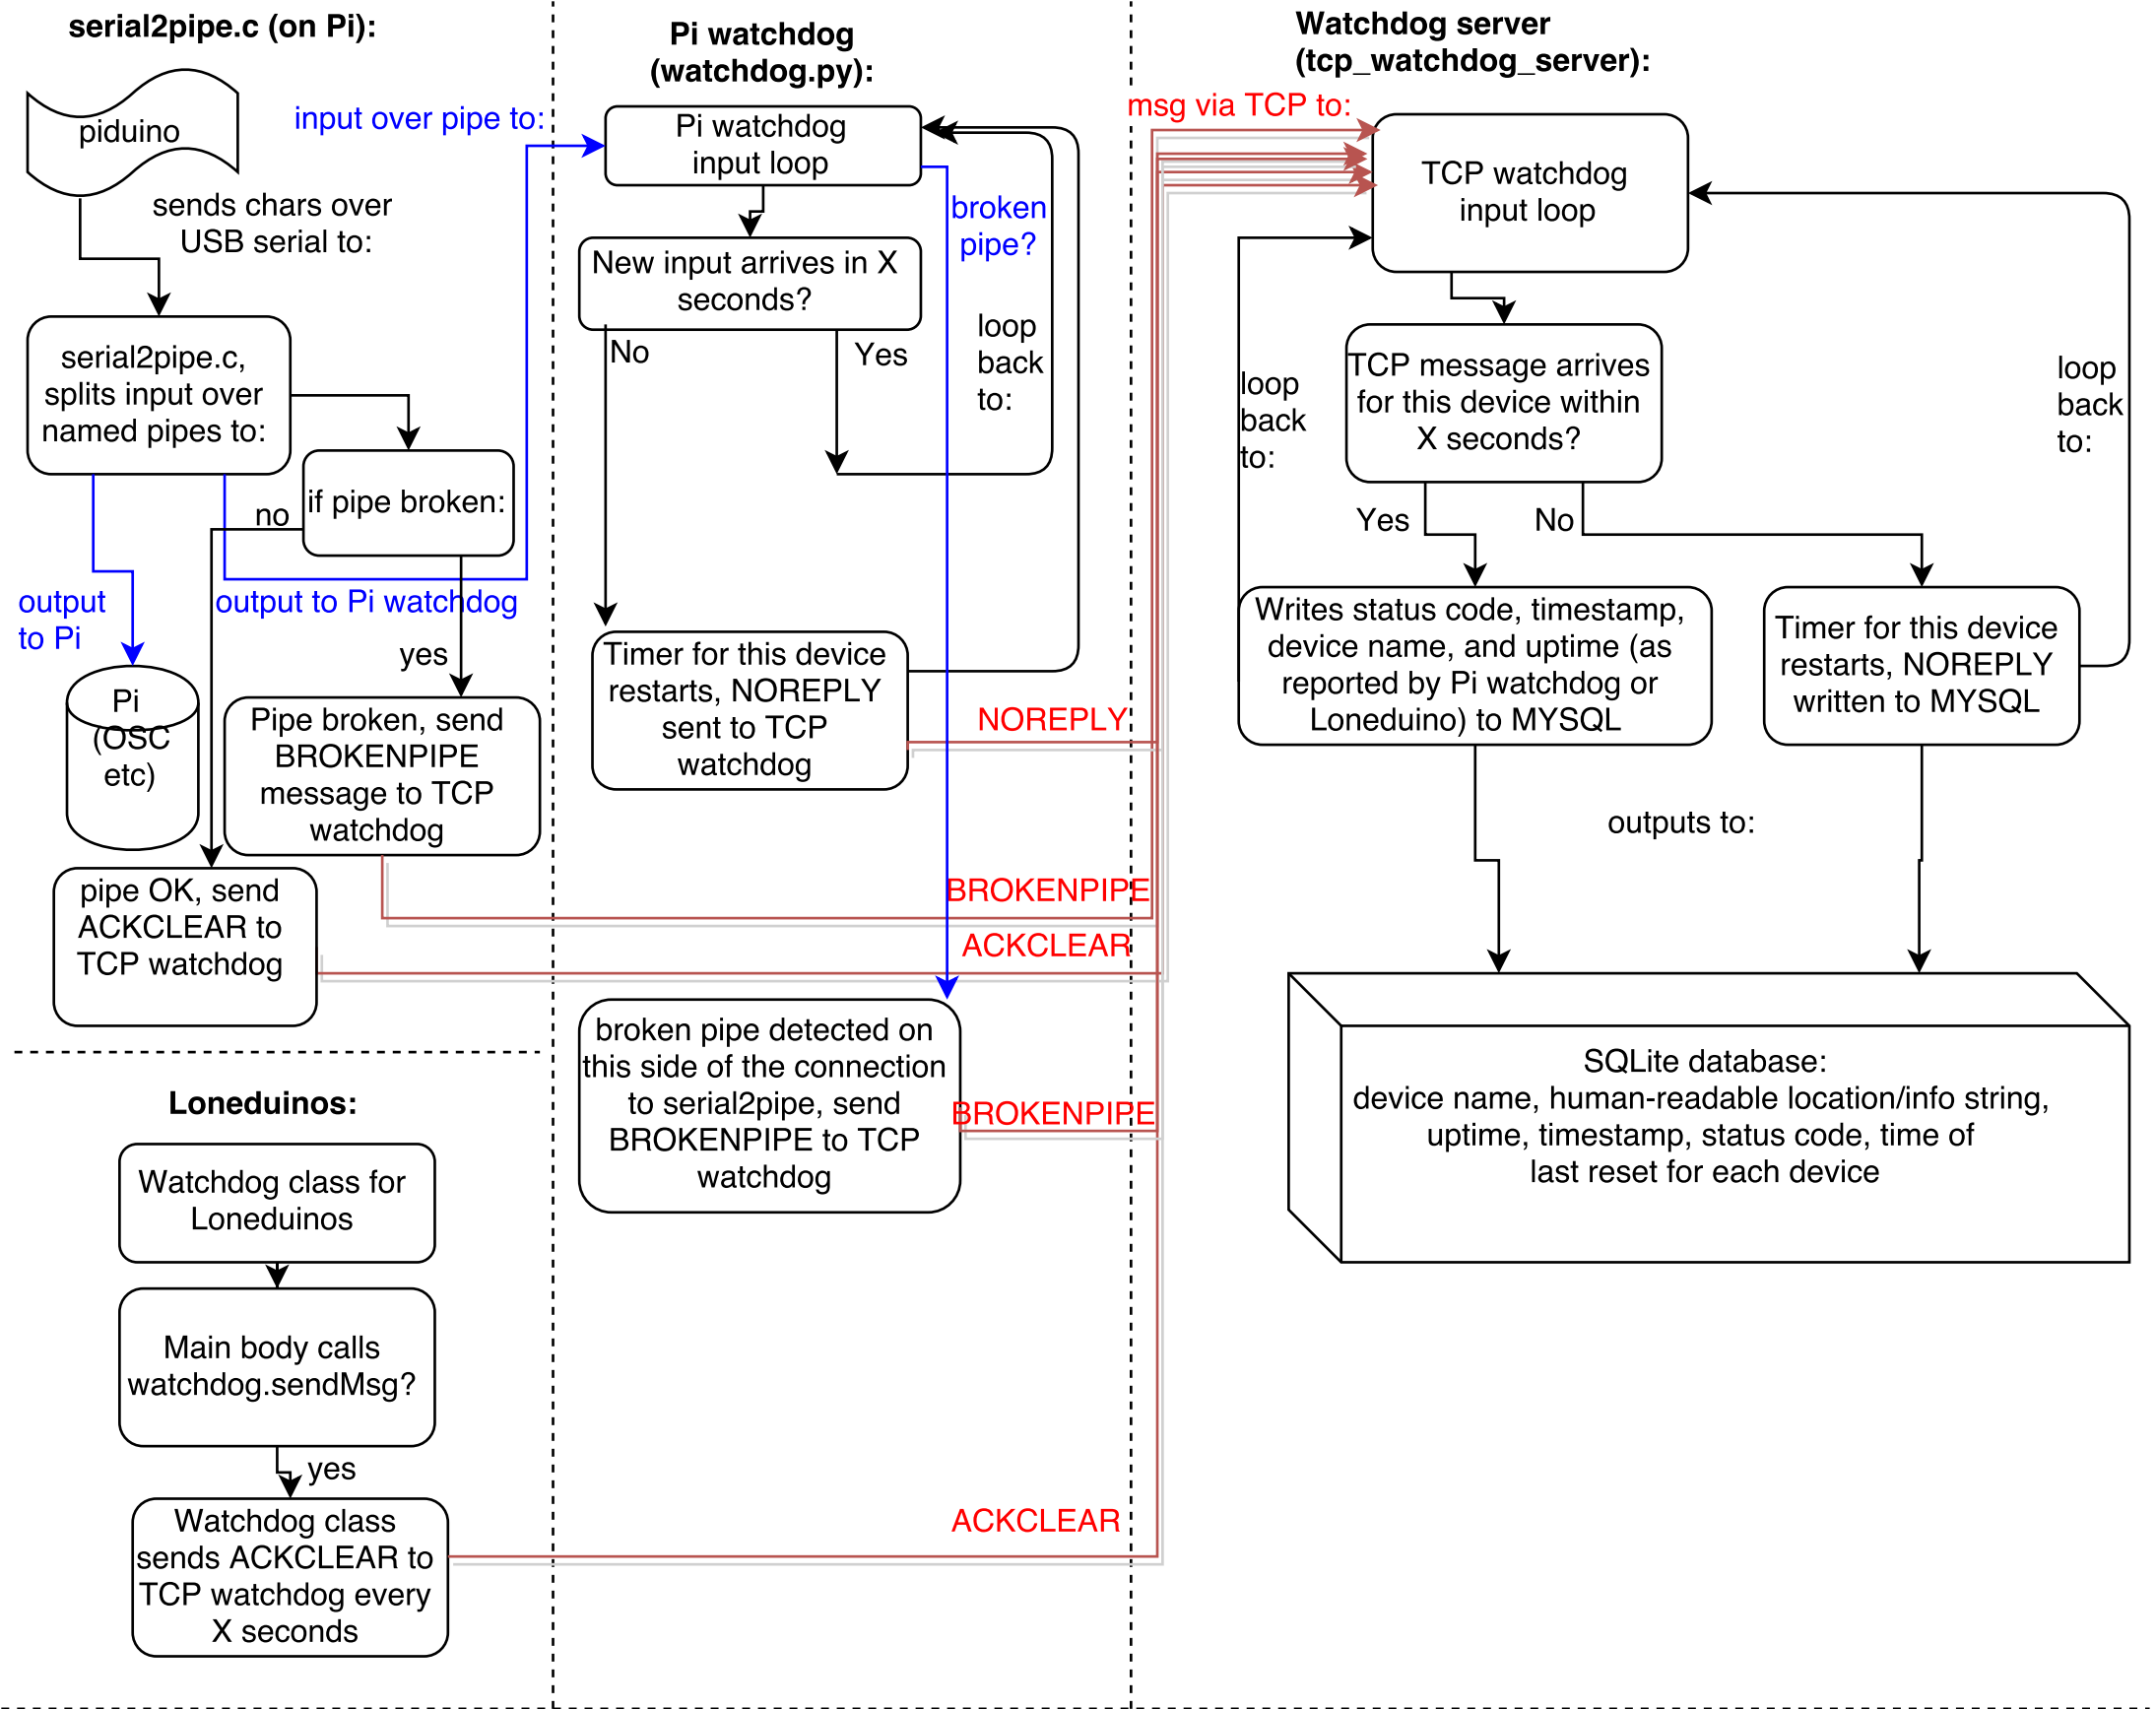 serial2pipe.c (on Pi):
piduino
sends chars over
USB serial to:
serial2pipe.c,
splits input over
named pipes to:
if pipe broken:
no
output
to Pi
output to Pi watchdog
yes
Pi
(OSC
etc)
Pipe broken, send
BROKENPIPE
message to TCP
watchdog
pipe OK, send
ACKCLEAR to
TCP watchdog
Loneduinos:
Watchdog class for
Loneduinos
Main body calls
watchdog.sendMsg?
yes
Watchdog class
sends ACKCLEAR to
TCP watchdog every
X seconds
Pi watchdog
(watchdog.py):
input over pipe to:
Pi watchdog
input loop
broken
pipe?
New input arrives in X
seconds?
No
Yes
loop
back
to:
Timer for this device
restarts, NOREPLY
sent to TCP
watchdog
NOREPLY
BROKENPIPE
ACKCLEAR
broken pipe detected on
this side of the connection
to serial2pipe, send
BROKENPIPE to TCP
watchdog
BROKENPIPE
ACKCLEAR
Watchdog server
(tcp_watchdog_server):
msg via TCP to:
TCP watchdog
input loop
TCP message arrives
for this device within
X seconds?
loop
back
to:
loop
back
to:
Yes
No
Writes status code, timestamp,
device name, and uptime (as
reported by Pi watchdog or
Loneduino) to MYSQL
Timer for this device
restarts, NOREPLY
written to MYSQL
outputs to:
SQLite database:
device name, human-readable location/info string,
uptime, timestamp, status code, time of
last reset for each device